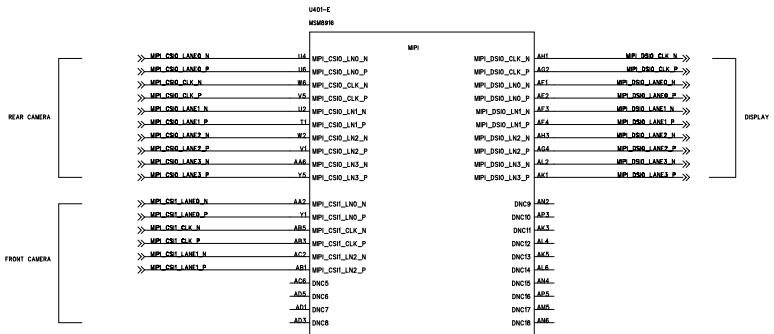 U401-E
MSM8916
MIPI
MIPI_CSI0_LANE0_N U4 MIPI_CSI0_LN0_N MIPI_DSI0_CLK_N AH1 MIPI_DSI0_CLK_N
MIPI_CSI0_LANE0_P U6 MIPI_CSI0_LN0_P MIPI_DSI0_CLK_P AG2 MIPI_DSI0_CLK_P
MIPI_CSI0_CLK_N W6 MIPI_CSI0_CLK_N MIPI_DSI0_LN0_N AF1 MIPI_DSI0_LANE0_N
MIPI_CSI0_CLK_P V5 MIPI_CSI0_CLK_P MIPI_DSI0_LN0_P AE2 MIPI_DSI0_LANE0_P
MIPI_CSI0_LANE1_N U2 MIPI_CSI0_LN1_N MIPI_DSI0_LN1_N AF3 MIPI_DSI0_LANE1_N
REAR CAMERA DISPLAY
MIPI_CSI0_LANE1_P T1 MIPI_CSI0_LN1_P MIPI_DSI0_LN1_P AE4 MIPI_DSI0_LANE1_P
MIPI_CSI0_LANE2_N W2 MIPI_CSI0_LN2_N MIPI_DSI0_LN2_N AH3 MIPI_DSI0_LANE2_N
MIPI_CSI0_LANE2_P V1 MIPI_CSI0_LN2_P MIPI_DSI0_LN2_P AG4 MIPI_DSI0_LANE2_P
MIPI_CSI0_LANE3_N AA6 MIPI_CSI0_LN3_N MIPI_DSI0_LN3_N AL2 MIPI_DSI0_LANE3_N
MIPI_CSI0_LANE3_P Y5 MIPI_CSI0_LN3_P MIPI_DSI0_LN3_P AK1 MIPI_DSI0_LANE3_P
MIPI_CSI1_LANE0_N AA2 MIPI_CSI1_LN0_N DNC9 AN2
MIPI_CSI1_LANE0_P Y1 MIPI_CSI1_LN0_P DNC10 AP3
MIPI_CSI1_CLK_N AB5 MIPI_CSI1_CLK_N DNC11 AK3
MIPI_CSI1_CLK_P AB3 MIPI_CSI1_CLK_P DNC12 AL4
MIPI_CSI1_LANE1_N AC2 MIPI_CSI1_LN2_N DNC13 AK5
FRONT CAMERA
MIPI_CSI1_LANE1_P AB1 MIPI_CSI1_LN2_P DNC14 AL6
AC6 DNC5 DNC15 AN4
AD5 DNC6 DNC16 AP5
AD1 DNC7 DNC17 AM5
AD3 DNC8 DNC18 AN6